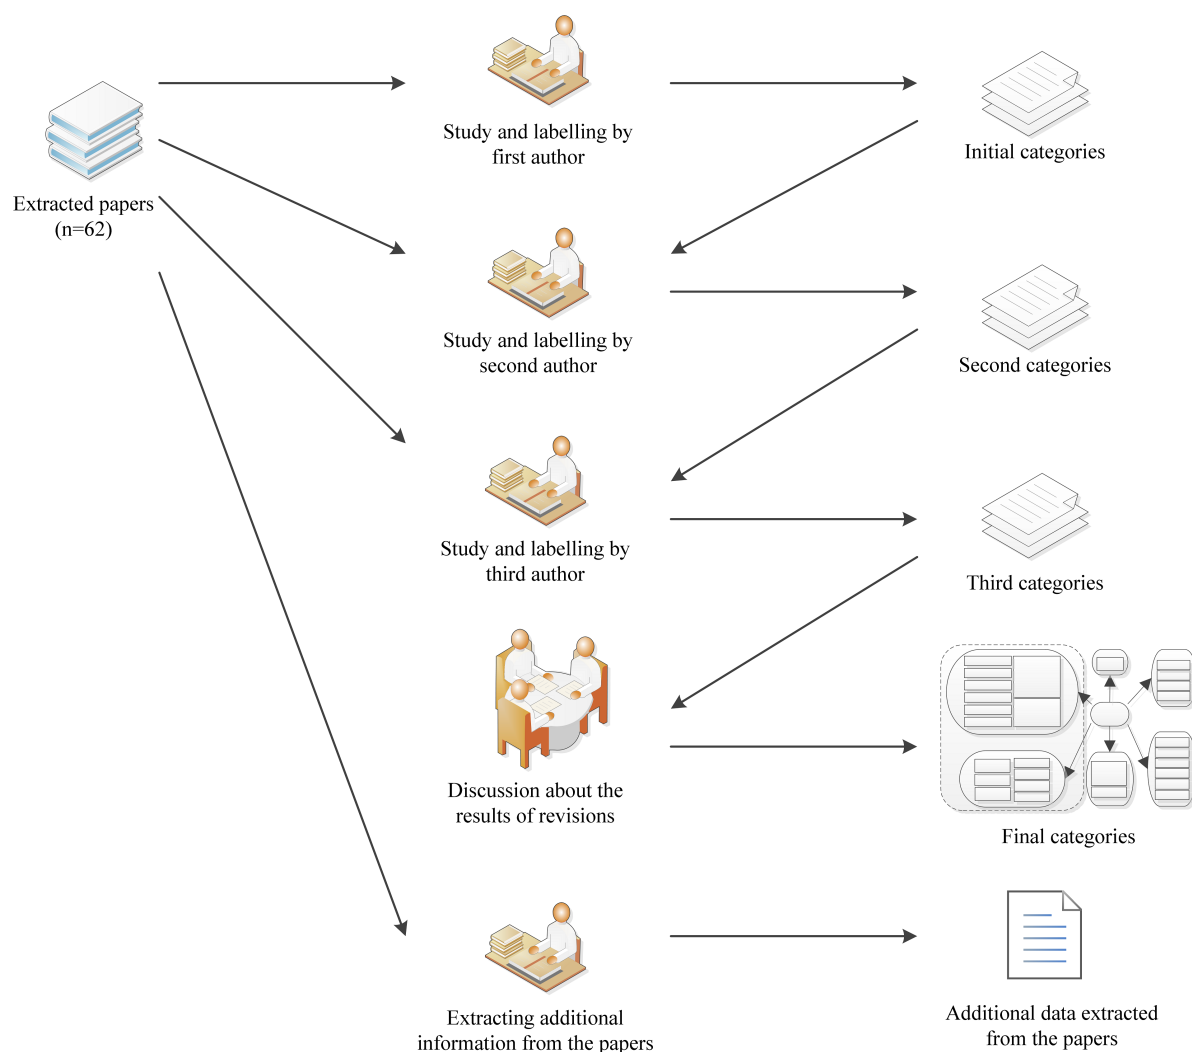 Extracted papers
(n=62)
Study and labelling by
first author
Initial categories
Study and labelling by
second author
Second categories
Study and labelling by
third author
Third categories
Discussion about the
results of revisions
Final categories
Extracting additional
information from the papers
Additional data extracted
from the papers